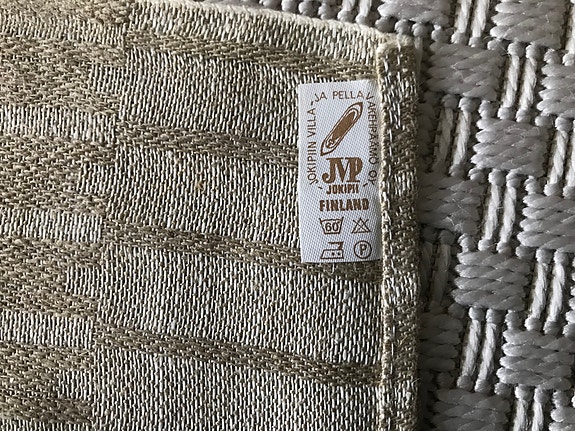 JOKIPIIN VILLA- JA PELLAVAKEHRÄÄMÖ OY
JVP
JOKIPII
FINLAND
60
P